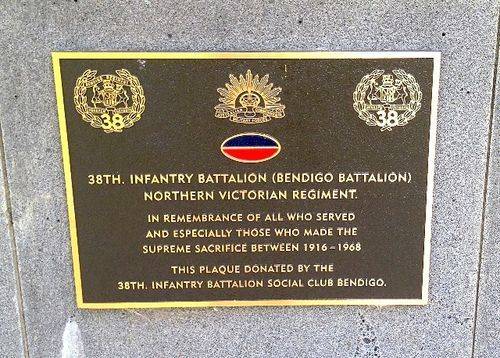 38
38
38TH. INFANTRY BATTALION (BENDIGO BATTALION)
NORTHERN VICTORIAN REGIMENT.
IN REMEMBRANCE OF ALL WHO SERVED
AND ESPECIALLY THOSE WHO MADE THE
SUPREME SACRIFICE BETWEEN 1916 – 1968
THIS PLAQUE DONATED BY THE
38TH. INFANTRY BATTALION SOCIAL CLUB BENDIGO.